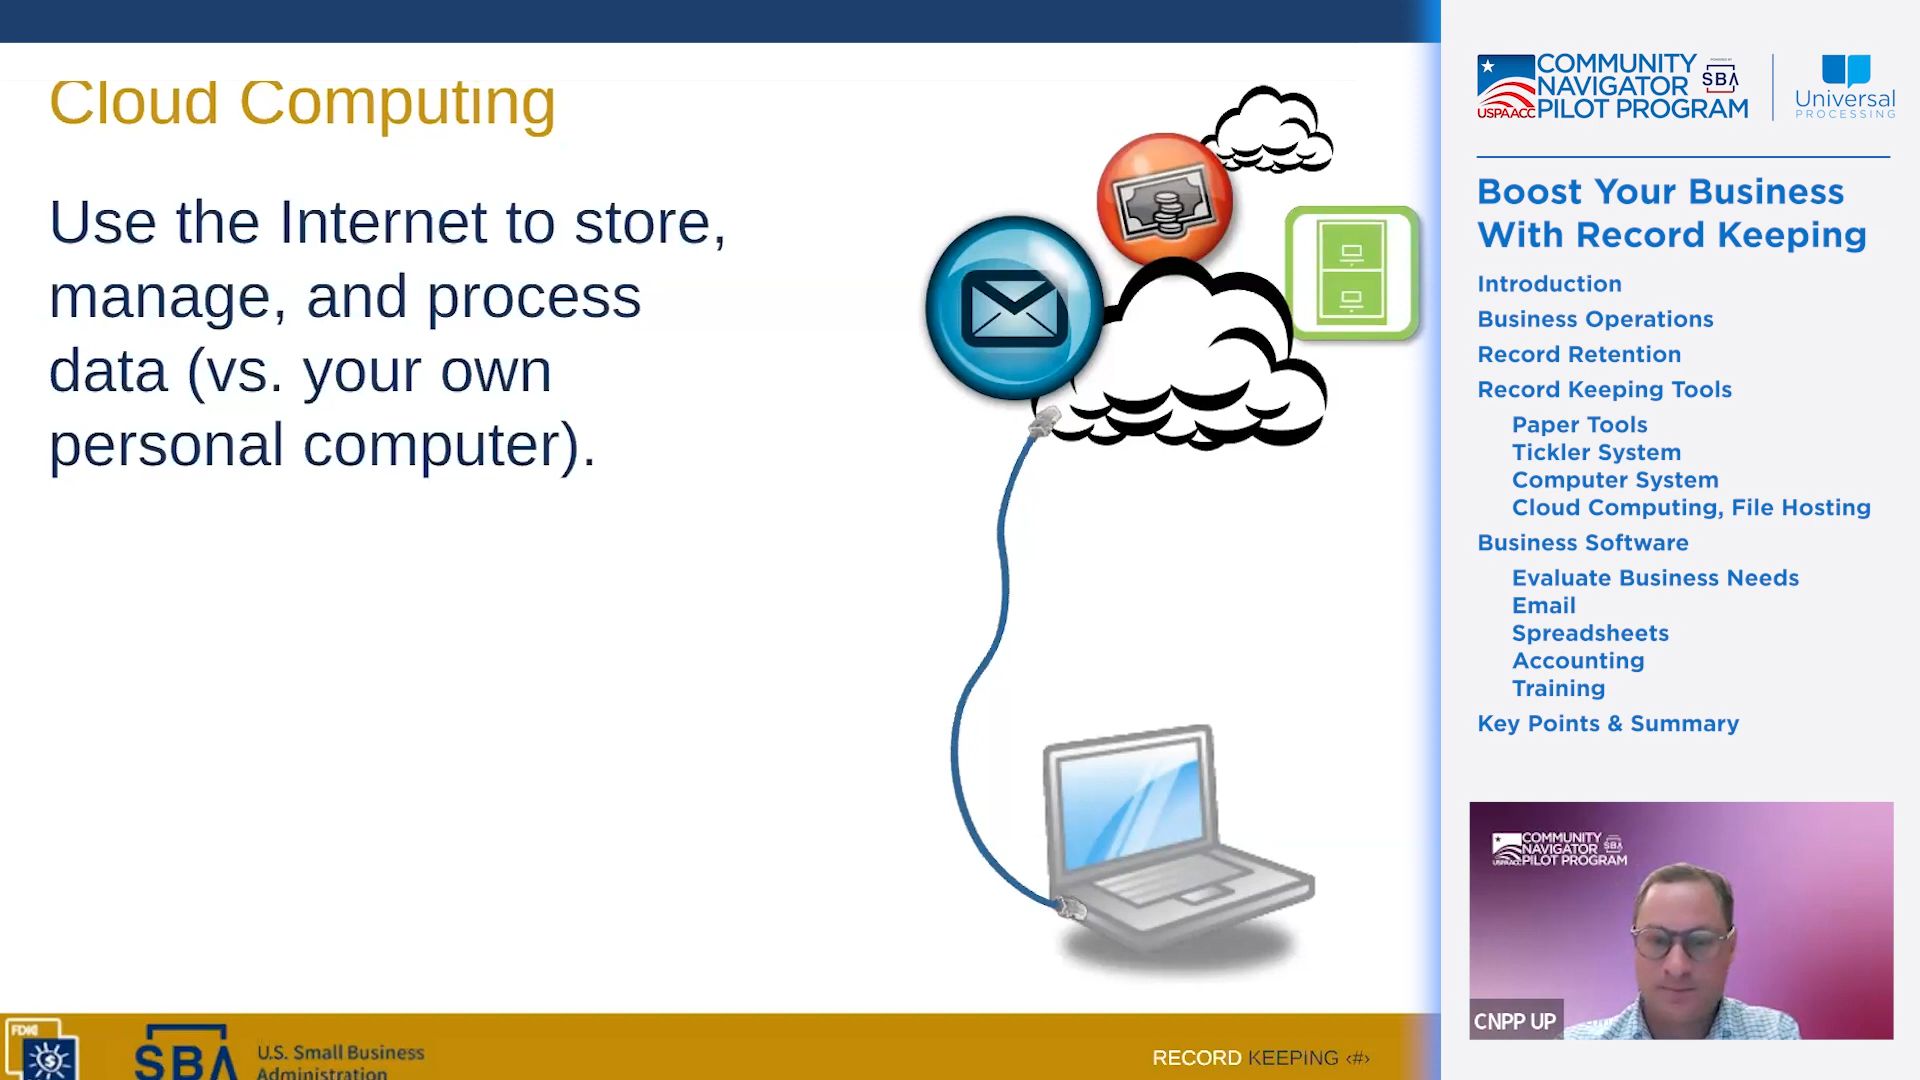 Cloud Computing
Use the Internet to store,
manage, and process
data (vs. your own
personal computer).
FDIC
SBA
U.S. Small Business
Administration
RECORD KEEPING ‹#›
USPAACC
COMMUNITY
NAVIGATOR
PILOT PROGRAM
SBA
Universal
PROCESSING
Boost Your Business
With Record Keeping
Introduction
Business Operations
Record Retention
Record Keeping Tools
Paper Tools
Tickler System
Computer System
Cloud Computing, File Hosting
Business Software
Evaluate Business Needs
Email
Spreadsheets
Accounting
Training
Key Points & Summary
USPAACC
COMMUNITY
NAVIGATOR
PILOT PROGRAM
SBA
CNPP UP